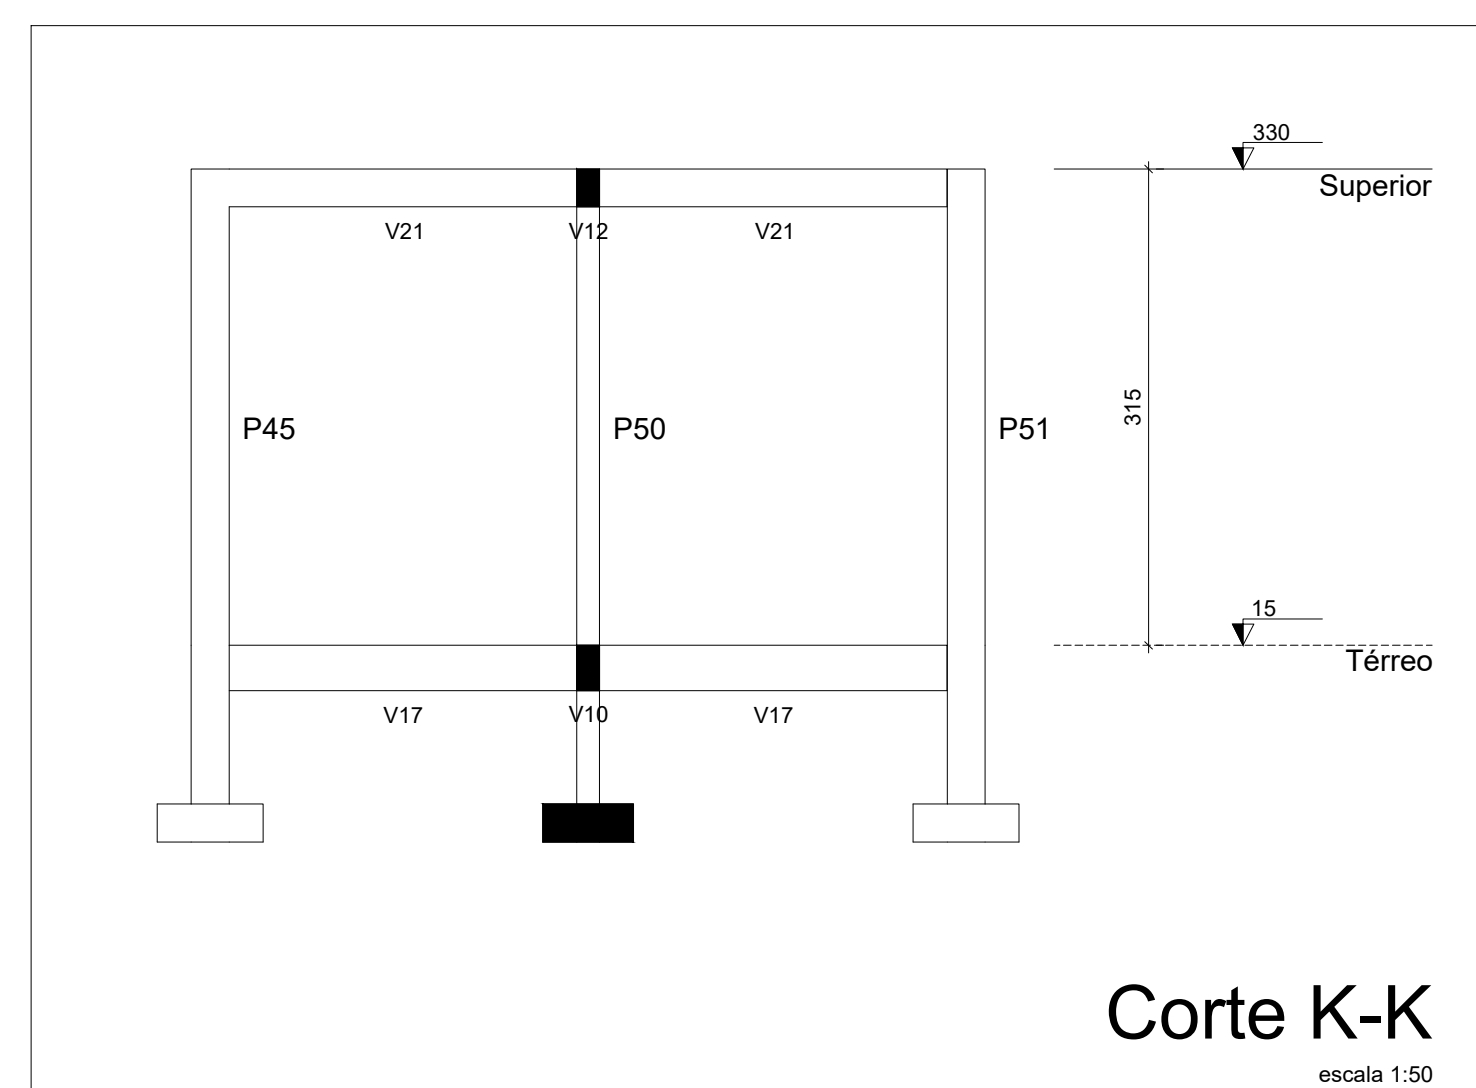 330
Superior
V21 V12 V21
P45 P50 P51
315
15
Térreo
V17 V10 V17
Corte K-K
escala 1:50